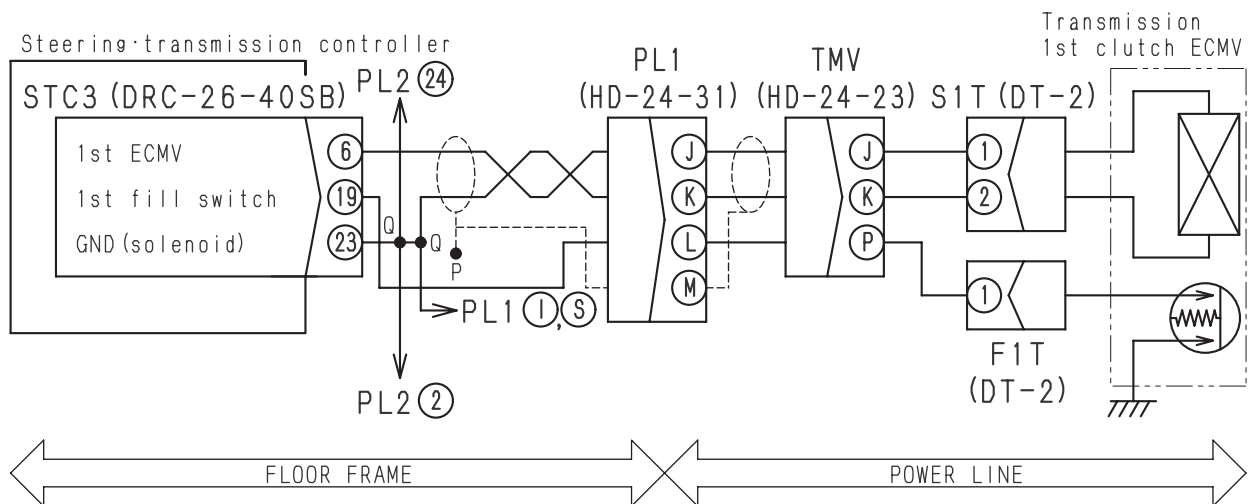 Transmission
1st clutch ECMV
Steering·transmission controller
PL2 24
PL1
(HD-24-31)
TMV
(HD-24-23)
S1T (DT-2)
STC3 (DRC-26-40SB)
1st ECMV
6
J
J
1
1st fill switch
19
K
K
2
GND (solenoid)
23
Q
Q
L
P
P
M
1
PL1 I, S
F1T
(DT-2)
PL2 2
FLOOR FRAME
POWER LINE